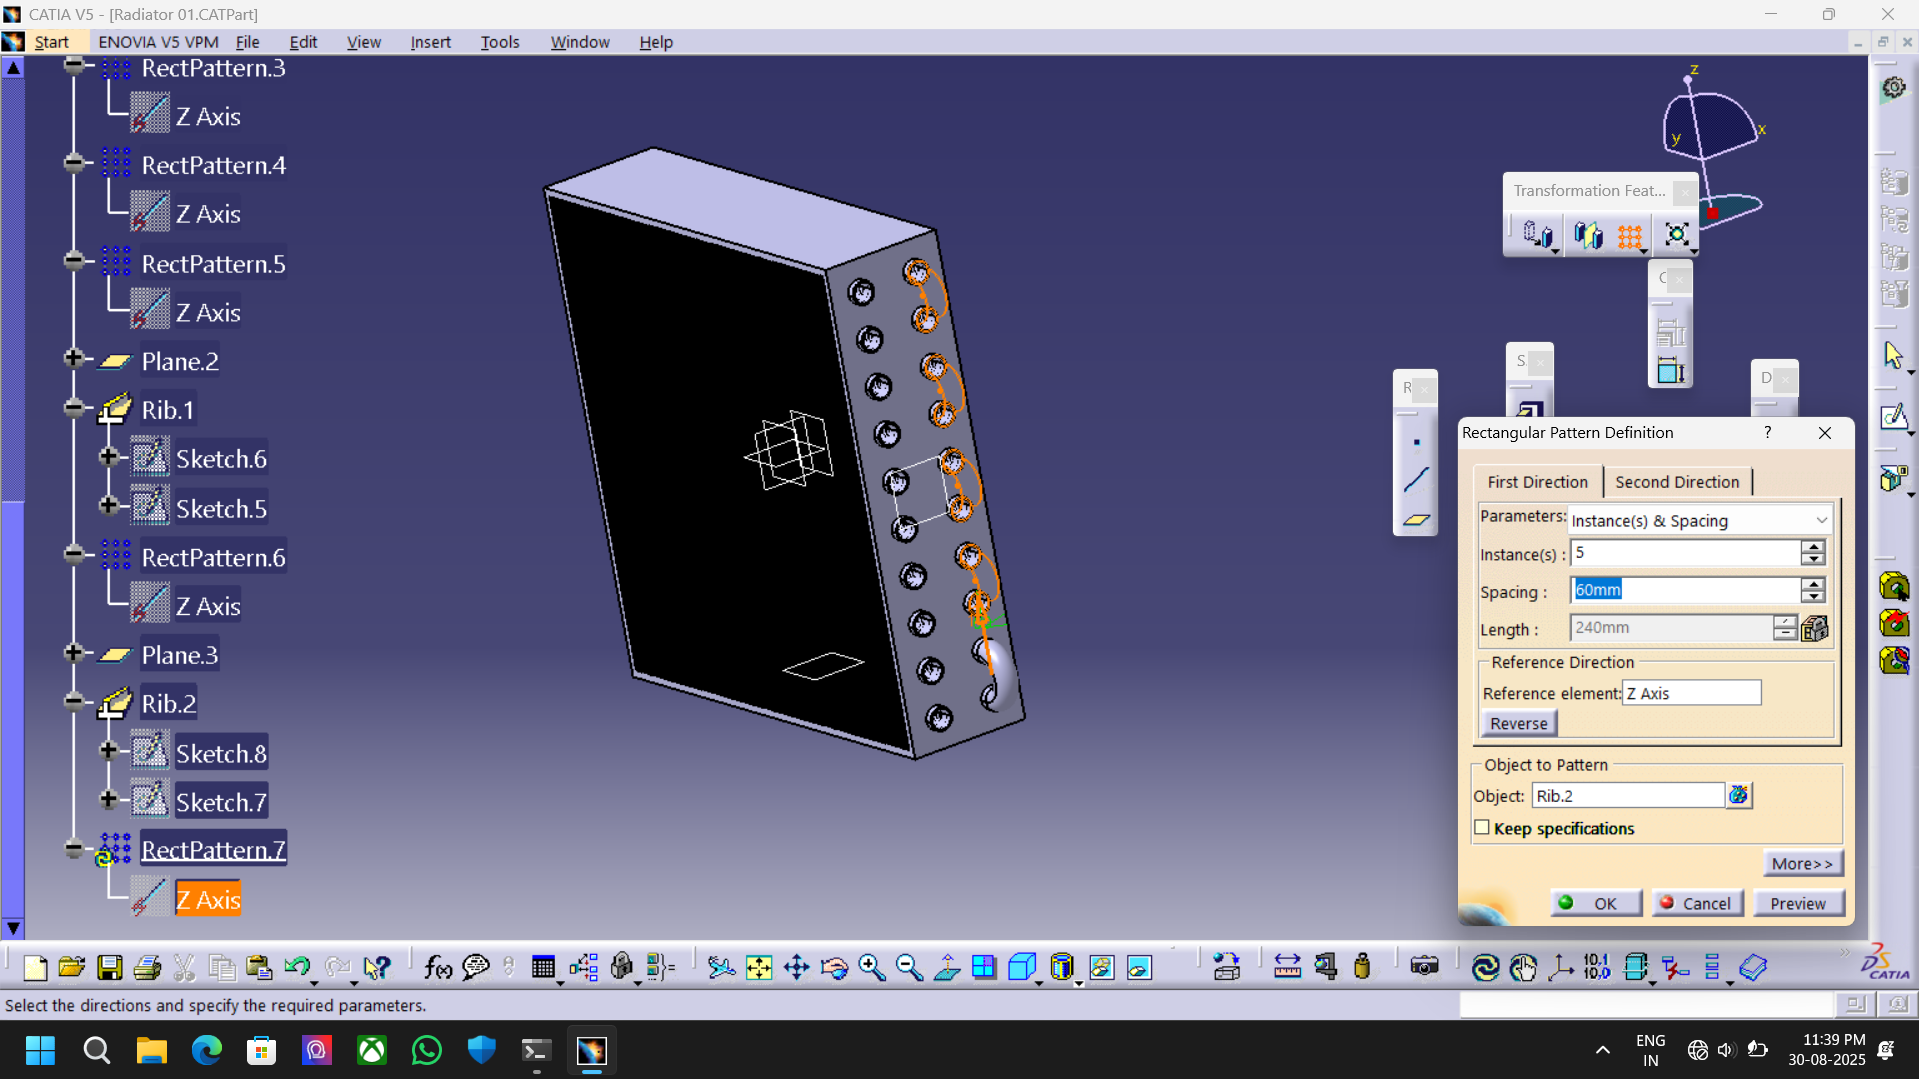 CATIA V5 - [Radiator 01.CATPart]
Start ENOVIA V5 VPM File Edit View Insert Tools Window Help
RectPattern.3
Z Axis
RectPattern.4
Z Axis
RectPattern.5
Z Axis
Plane.2
Rib.1
Sketch.6
Sketch.5
RectPattern.6
Z Axis
Plane.3
Rib.2
Sketch.8
Sketch.7
RectPattern.7
Z Axis
z
y
x
Transformation Feat...
C
S.
R
D
Rectangular Pattern Definition
?
First Direction
Second Direction
Parameters: Instance(s) & Spacing
Instance(s) : 5
Spacing : 60mm
Length : 240mm
Reference Direction
Reference element: Z Axis
Reverse
Object to Pattern
Object: Rib.2
Keep specifications
More>>
OK
Cancel
Preview
f(x)
10,1
10,0
CATIA
Select the directions and specify the required parameters.
ENG
IN
11:39 PM
30-08-2025